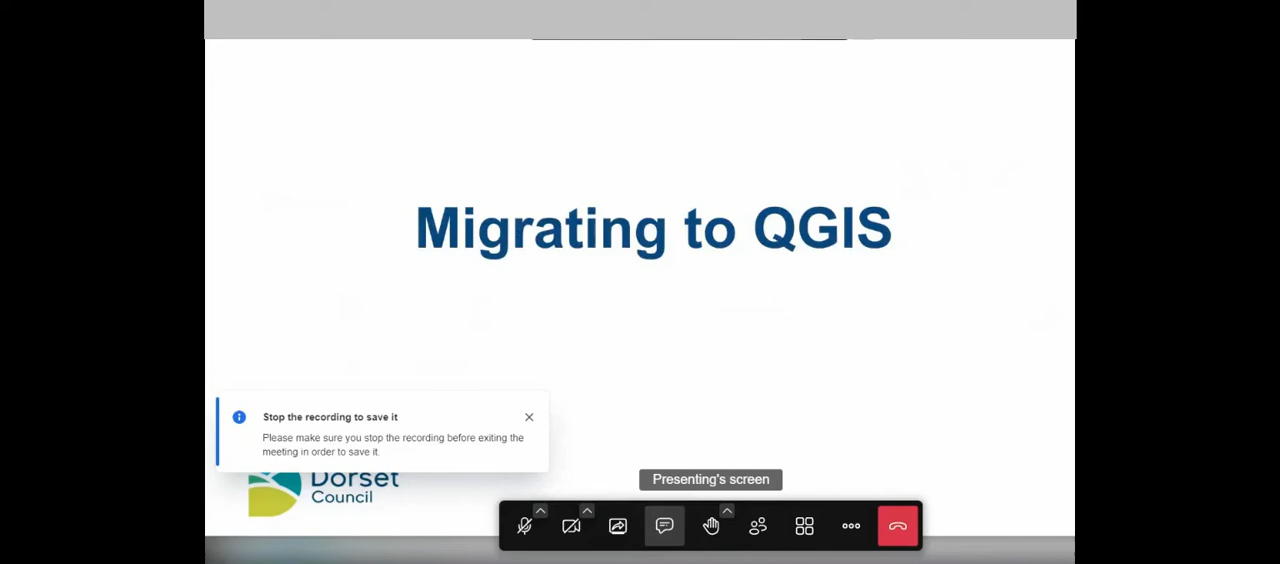 Migrating to QGIS
Stop the recording to save it
Please make sure you stop the recording before exiting the
meeting in order to save it.
Dorset
Council
Presenting's screen